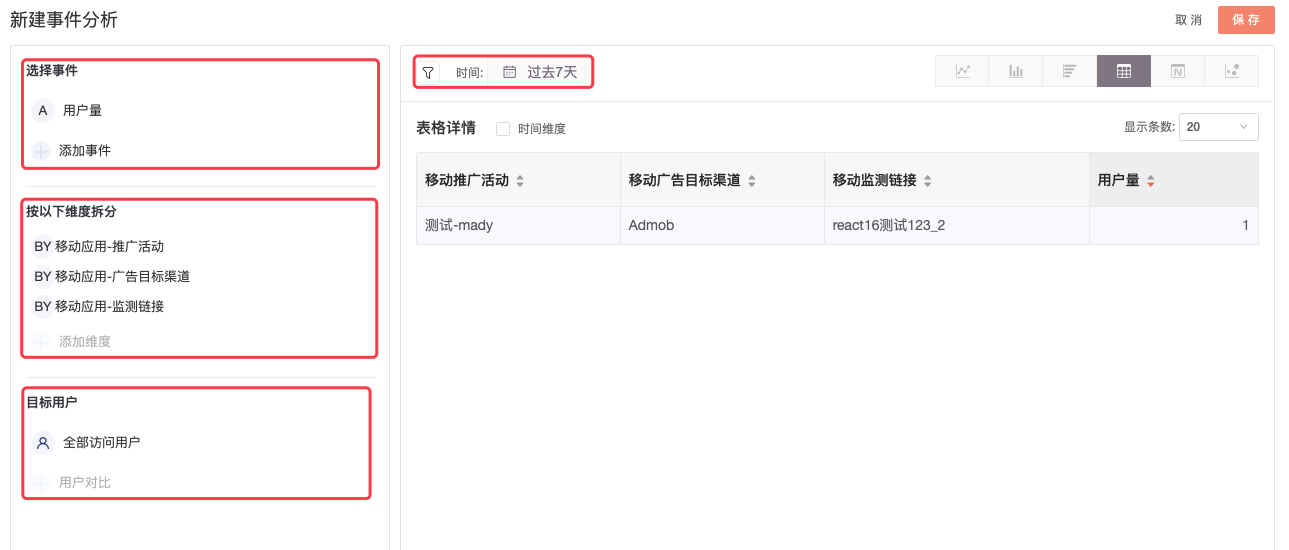 新建事件分析
取 消
保 存
选择事件
A 用户量
添加事件
按以下维度拆分
BY 移动应用-推广活动
BY 移动应用-广告目标渠道
BY 移动应用-监测链接
添加维度
目标用户
全部访问用户
用户对比
时间: 过去7天
N
表格详情 时间维度
显示条数: 20
移动推广活动 移动广告目标渠道 移动监测链接 用户量
测试-mady Admob react16测试123_2 1